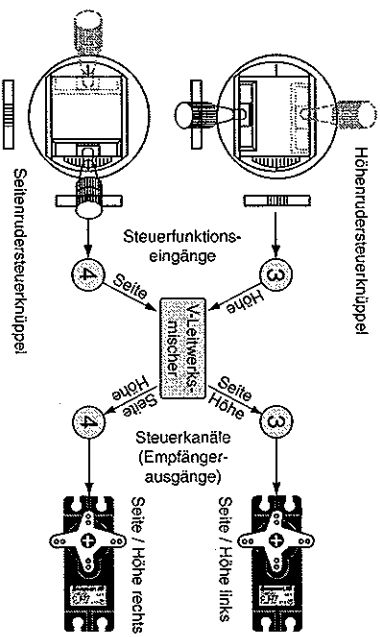 Höhenrudersteuerknüppel
Seitenrudersteuerknüppel
Steuerfunktions-
eingänge
3
4
Höhe
Seite
V-Leitwerks-
mischer
Seite
Höhe
Höhe
Seite
3
4
Steuerkanäle
(Empfänger-
ausgänge)
Seite / Höhe links
Seite / Höhe rechts